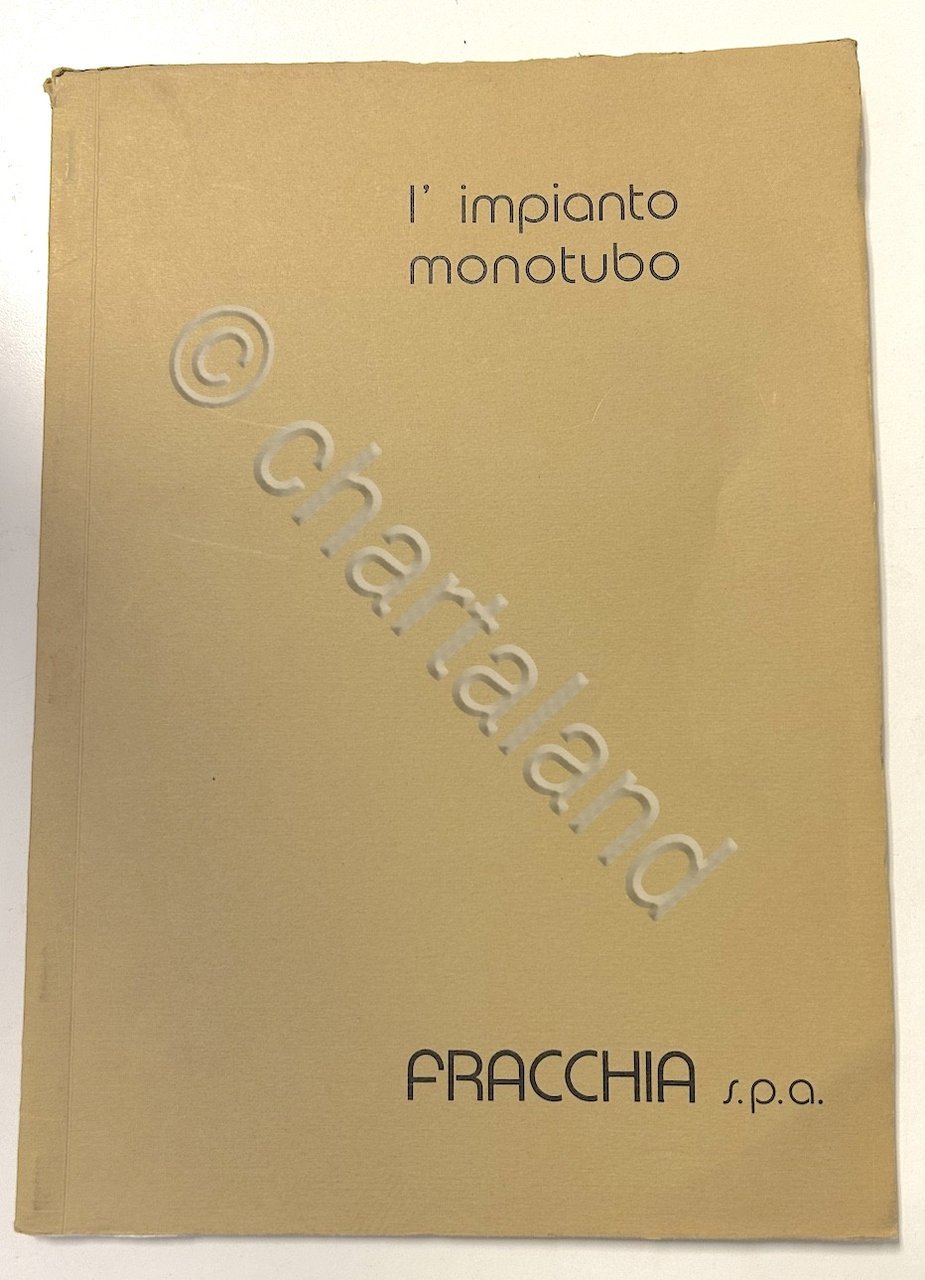 l' impianto
monotubo
© chartaland
FRACCHIA s.p.a.